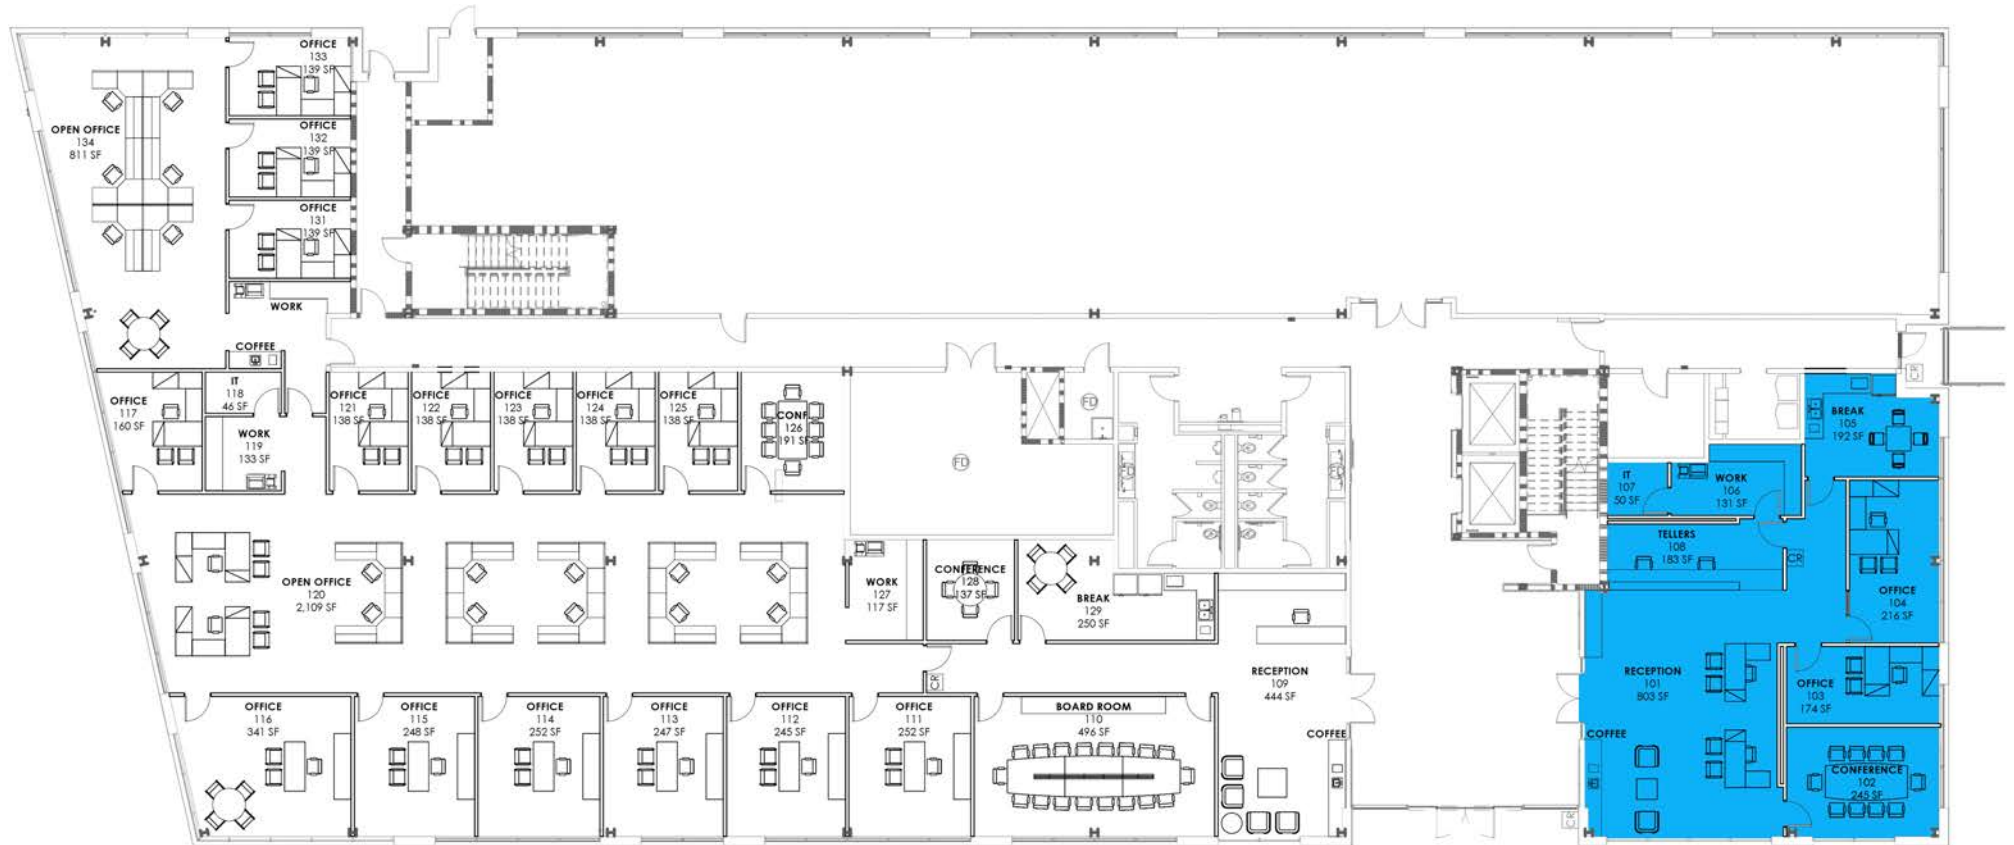 OFFICE
133
139 SF
OPEN OFFICE
134
811 SF
OFFICE
132
139 SF
OFFICE
131
139 SF
WORK
COFFEE
OFFICE
117
160 SF
IT
118
46 SF
WORK
119
133 SF
OFFICE
121
138 SF
OFFICE
122
138 SF
OFFICE
123
138 SF
OFFICE
124
138 SF
OFFICE
125
138 SF
CONF
126
191 SF
FD
FD
BREAK
105
192 SF
IT
107
50 SF
WORK
106
131 SF
TELLERS
108
183 SF
CR
OFFICE
104
216 SF
OPEN OFFICE
120
2,109 SF
WORK
127
117 SF
CONFERENCE
128
137 SF
BREAK
129
250 SF
CR
RECEPTION
109
444 SF
COFFEE
RECEPTION
101
803 SF
COFFEE
OFFICE
103
174 SF
CONFERENCE
102
245 SF
OFFICE
116
341 SF
OFFICE
115
248 SF
OFFICE
114
252 SF
OFFICE
113
247 SF
OFFICE
112
245 SF
OFFICE
111
252 SF
BOARD ROOM
110
496 SF
CR
CR